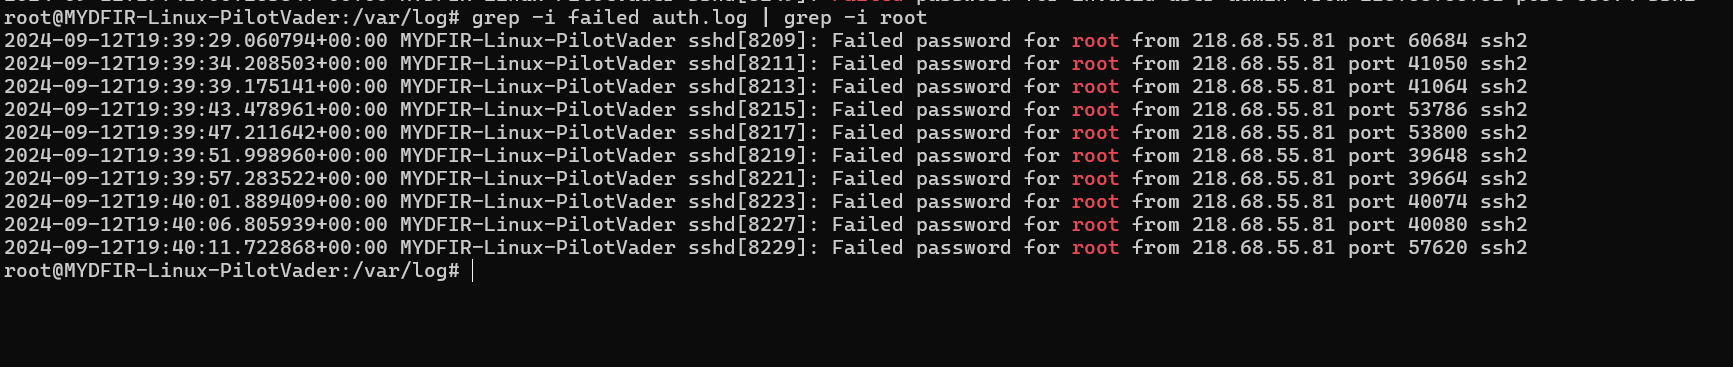 root@MYDFIR-Linux-PilotVader:/var/log# grep -i failed auth.log | grep -i root
2024-09-12T19:39:29.060794+00:00 MYDFIR-Linux-PilotVader sshd[8209]: Failed password for root from 218.68.55.81 port 60684 ssh2
2024-09-12T19:39:34.208503+00:00 MYDFIR-Linux-PilotVader sshd[8211]: Failed password for root from 218.68.55.81 port 41050 ssh2
2024-09-12T19:39:39.175141+00:00 MYDFIR-Linux-PilotVader sshd[8213]: Failed password for root from 218.68.55.81 port 41064 ssh2
2024-09-12T19:39:43.478961+00:00 MYDFIR-Linux-PilotVader sshd[8215]: Failed password for root from 218.68.55.81 port 53786 ssh2
2024-09-12T19:39:47.211642+00:00 MYDFIR-Linux-PilotVader sshd[8217]: Failed password for root from 218.68.55.81 port 53800 ssh2
2024-09-12T19:39:51.998960+00:00 MYDFIR-Linux-PilotVader sshd[8219]: Failed password for root from 218.68.55.81 port 39648 ssh2
2024-09-12T19:39:57.283522+00:00 MYDFIR-Linux-PilotVader sshd[8221]: Failed password for root from 218.68.55.81 port 39664 ssh2
2024-09-12T19:40:01.889409+00:00 MYDFIR-Linux-PilotVader sshd[8223]: Failed password for root from 218.68.55.81 port 40074 ssh2
2024-09-12T19:40:06.805939+00:00 MYDFIR-Linux-PilotVader sshd[8227]: Failed password for root from 218.68.55.81 port 40080 ssh2
2024-09-12T19:40:11.722868+00:00 MYDFIR-Linux-PilotVader sshd[8229]: Failed password for root from 218.68.55.81 port 57620 ssh2
root@MYDFIR-Linux-PilotVader:/var/log#